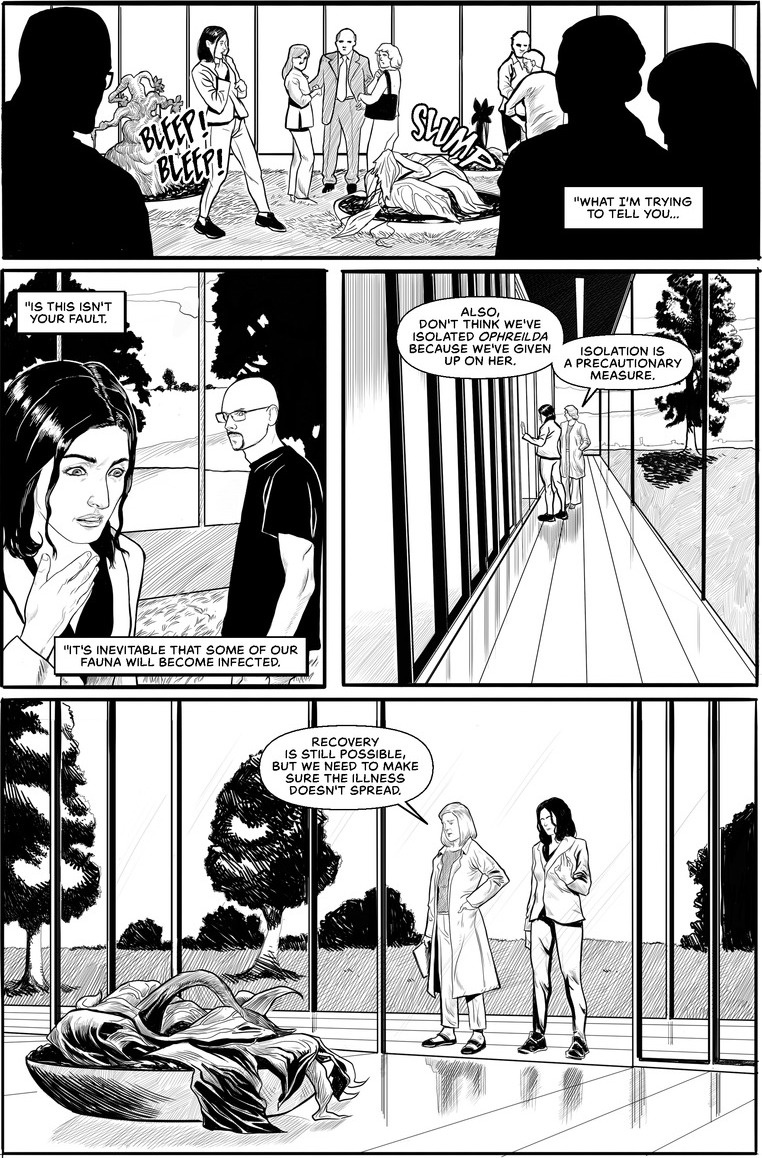 BLEEP!
BLEEP!
SLUMP
"WHAT I'M TRYING
TO TELL YOU...
"IS THIS ISN'T
YOUR FAULT.
"IT'S INEVITABLE THAT SOME OF OUR
FAUNA WILL BECOME INFECTED.
ALSO,
DON'T THINK WE'VE
ISOLATED OPHREILDA
BECAUSE WE'VE GIVEN
UP ON HER.
ISOLATION IS
A PRECAUTIONARY
MEASURE.
RECOVERY
IS STILL POSSIBLE,
BUT WE NEED TO MAKE
SURE THE ILLNESS
DOESN'T SPREAD.